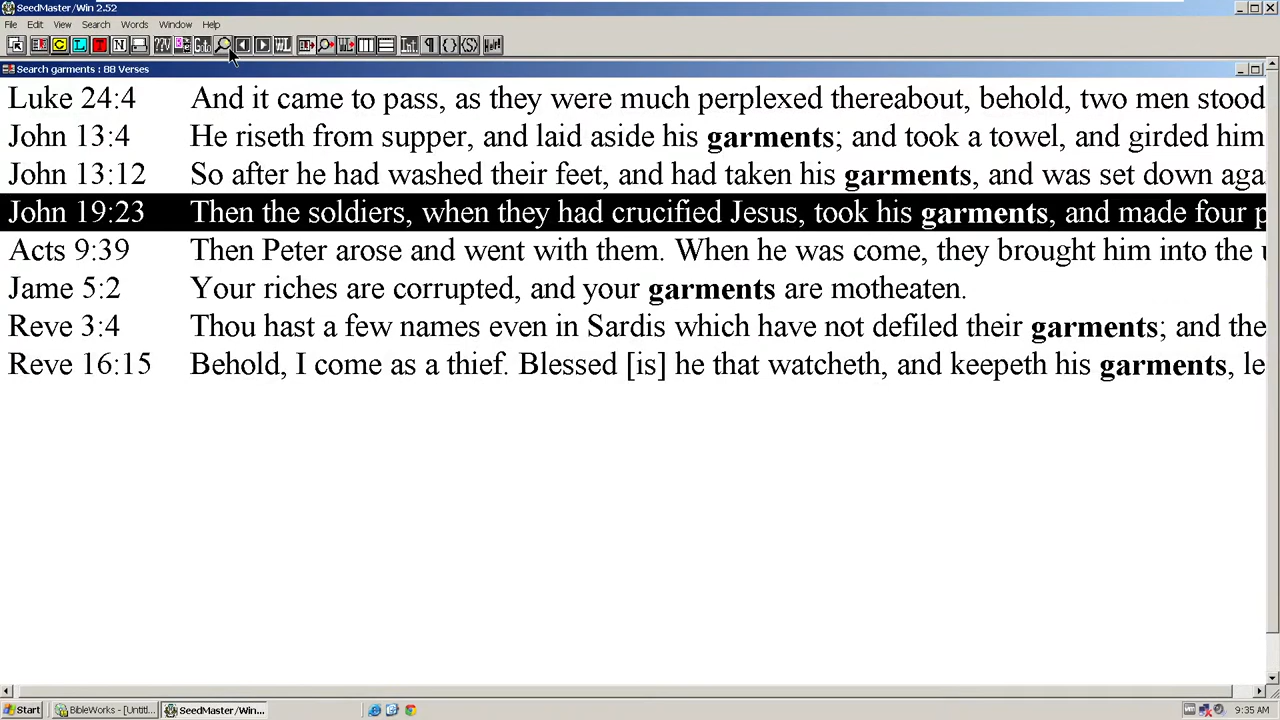 SeedMaster/Win 2.52
File Edit View Search Words Window Help
Search garments : 88 Verses
Luke 24:4 And it came to pass, as they were much perplexed thereabout, behold, two men stood
John 13:4 He riseth from supper, and laid aside his garments; and took a towel, and girded him
John 13:12 So after he had washed their feet, and had taken his garments, and was set down aga
John 19:23 Then the soldiers, when they had crucified Jesus, took his garments, and made four p
Acts 9:39 Then Peter arose and went with them. When he was come, they brought him into the
Jame 5:2 Your riches are corrupted, and your garments are motheaten.
Reve 3:4 Thou hast a few names even in Sardis which have not defiled their garments; and the
Reve 16:15 Behold, I come as a thief. Blessed [is] he that watcheth, and keepeth his garments, le
Start BibleWorks - [Untitl... SeedMaster/Win... 9:35 AM